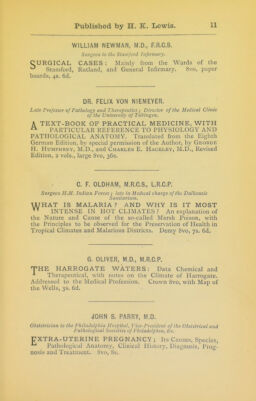 Published by H. K. Lewis. 11
WILLIAM NEWMAN, M.D., F.R.C.S.
Surgeon to the Stamford Infirmary.
SURGICAL CASES: Mainly from the Wards of the
Stamford, Rutland, and General Infirmary. 8vo, paper
boards, 4s. 6d.
DR. FELIX VON NIEMEYER.
Late Professor of Pathology and Therapeutics; Director of the Medical Clinic
of the University of Tübingen.
A TEXT-BOOK OF PRACTICAL MEDICINE, WITH
PARTICULAR REFERENCE TO PHYSIOLOGY AND
PATHOLOGICAL ANATOMY. Translated from the Eighth
German Edition, by special permission of the Author, by GEORGE
H. HUMPHREY, M.D., and CHARLES E. HACKLEY, M.D., Revised
Edition, 2 vols., large 8vo, 36s.
C. F. OLDHAM, M.R.C.S., L.R.C.P.
Surgeon H.M. Indian Forces; late in Medical charge of the Dalhousie
Sanitarium.
WHAT IS MALARIA? AND WHY IS IT MOST
INTENSE IN HOT CLIMATES? An explanation of
the Nature and Cause of the so-called Marsh Poison, with
the Principles to be observed for the Preservation of Health in
Tropical Climates and Malarious Districts. Demy 8vo, 7s. 6d.
G. OLIVER, M.D., M.R.C.P.
THE HARROGATE WATERS: Data Chemical and
Therapeutical, with notes on the Climate of Harrogate.
Addressed to the Medical Profession. Crown 8vo, with Map of
the Wells, 3s. 6d.
JOHN S. PARRY, M.D.
Obstetrician to the Philadelphia Hospital, Vice-President of the Obstetrical and
Pathological Societies of Philadelphia, &c.
EXTRA-UTERINE PREGNANCY; Its Causes, Species,
Pathological Anatomy, Clinical History, Diagnosis, Prog-
nosis and Treatment. 8vo, 8s.